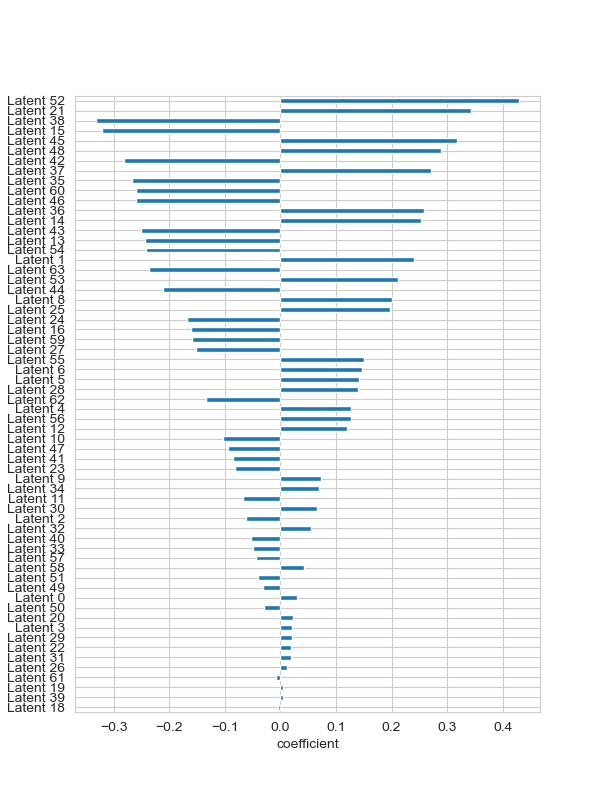 Latent 52
Latent 21
Latent 38
Latent 15
Latent 45
Latent 48
Latent 42
Latent 37
Latent 35
Latent 60
Latent 46
Latent 36
Latent 14
Latent 43
Latent 13
Latent 54
Latent 1
Latent 63
Latent 53
Latent 44
Latent 8
Latent 25
Latent 24
Latent 16
Latent 59
Latent 27
Latent 55
Latent 6
Latent 5
Latent 28
Latent 62
Latent 4
Latent 56
Latent 12
Latent 10
Latent 47
Latent 41
Latent 23
Latent 9
Latent 34
Latent 11
Latent 30
Latent 2
Latent 32
Latent 40
Latent 33
Latent 57
Latent 58
Latent 51
Latent 49
Latent 0
Latent 50
Latent 20
Latent 3
Latent 29
Latent 22
Latent 31
Latent 26
Latent 61
Latent 19
Latent 39
Latent 18
−0.3 −0.2 −0.1 0.0 0.1 0.2 0.3 0.4
coefficient